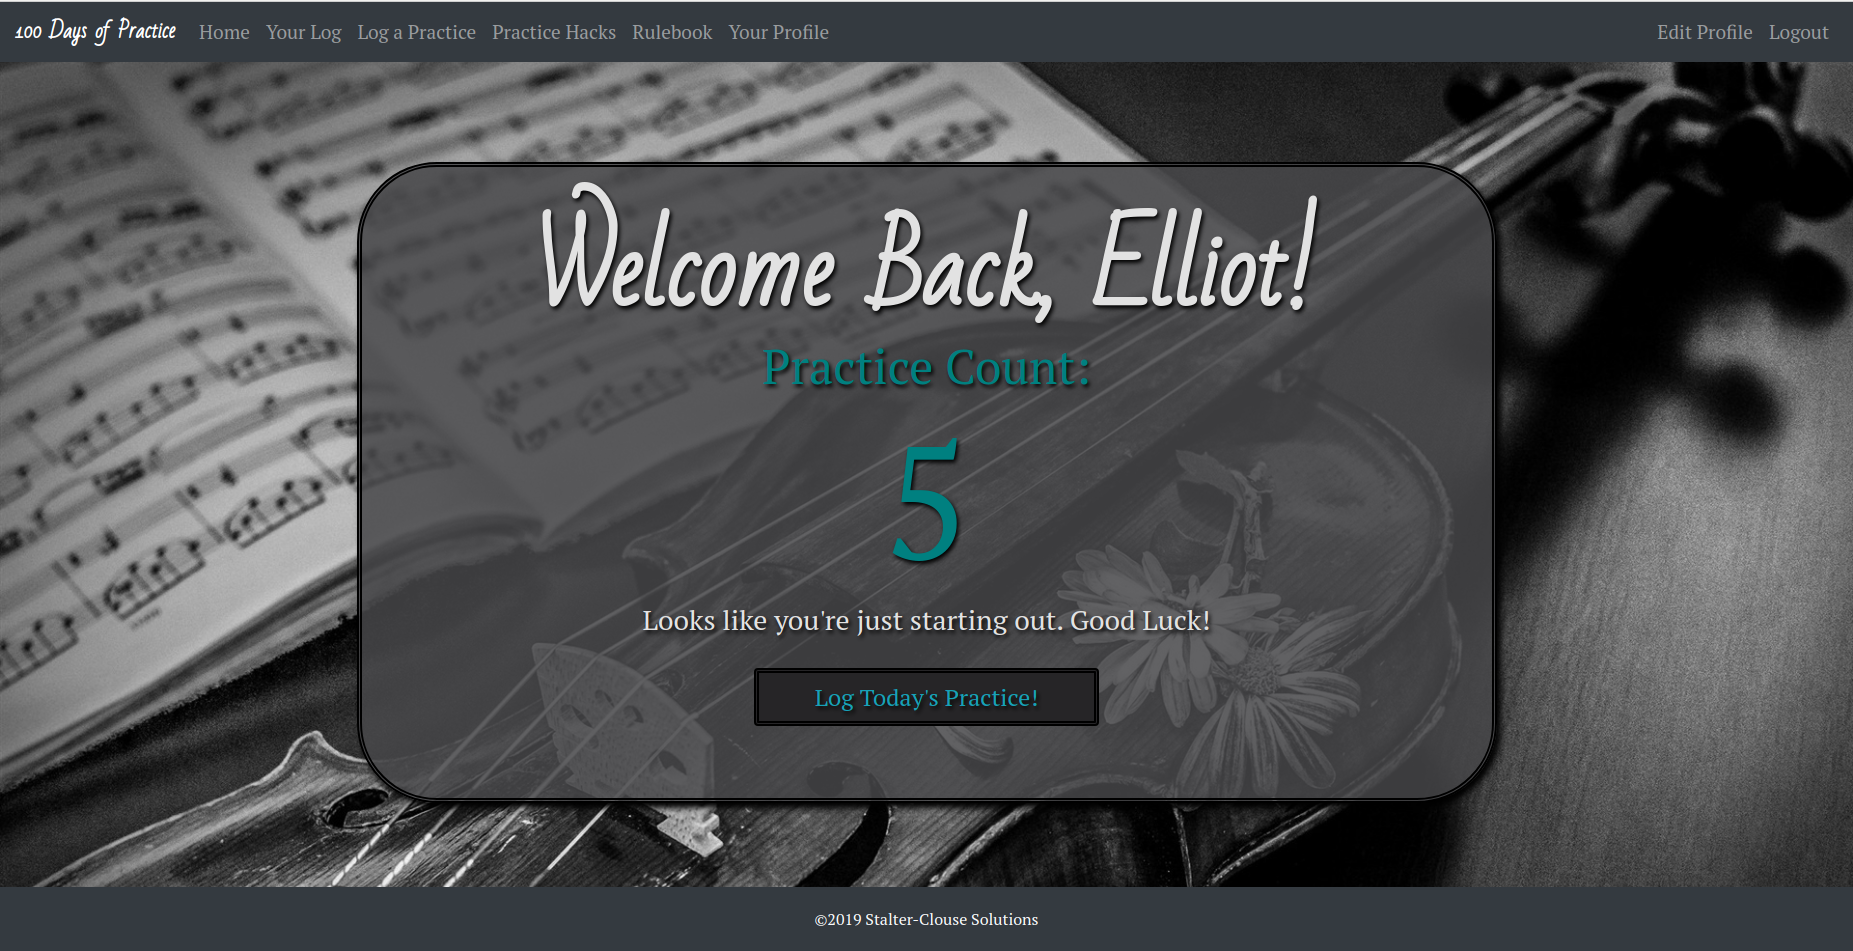 100 Days of Practice Home Your Log Log a Practice Practice Hacks Rulebook Your Profile Edit Profile Logout
Welcome Back, Elliot!
Practice Count:
5
Looks like you're just starting out. Good Luck!
Log Today's Practice!
©2019 Stalter-Clouse Solutions